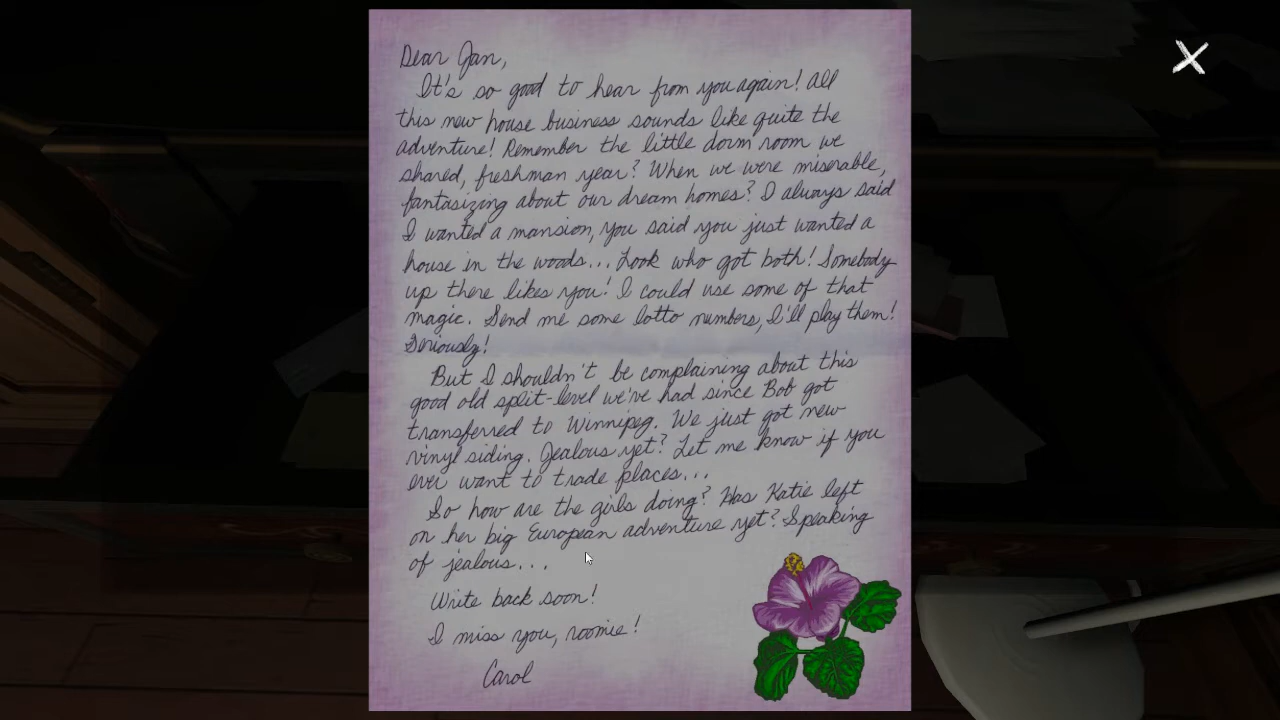 Dear Jan,
It's so good to hear from you again! All
this new house business sounds like quite the
adventure! Remember the little dorm room we
shared, freshman year? When we were miserable,
fantasizing about our dream homes? I always said
I wanted a mansion, you said you just wanted a
house in the woods... Look who got both! Somebody
up there likes you! I could use some of that
magic. Send me some lotto numbers, I'll play them!
Seriously!
But I shouldn't be complaining about this
good old split-level we've had since Bob got
transferred to Winnipeg. We just got new
vinyl siding. Jealous yet? Let me know if you
ever want to trade places...
So how are the girls doing? Has Katie left
on her big European adventure yet? Speaking
of jealous...
Write back soon!
I miss you, roomie!
Carol